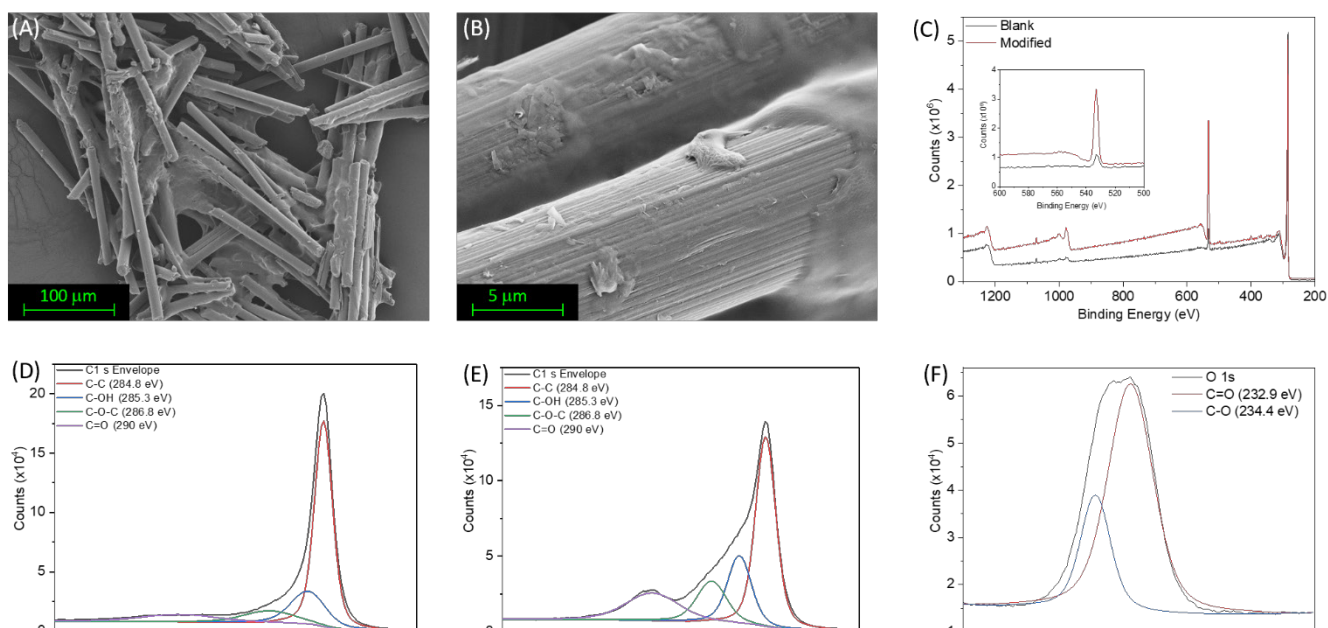 (A)
100 μm
(B)
5 μm
(C)
Blank
Modified
Counts (x10⁶)
5
4
3
2
1
0
1200
1000
800
600
400
200
Binding Energy (eV)
4
3
2
1
0
600
580
560
540
520
500
Binding Energy (eV)
(D)
C1 s Envelope
C-C (284.8 eV)
C-OH (285.3 eV)
C-O-C (286.8 eV)
C=O (290 eV)
Counts (x10⁴)
20
15
10
5
(E)
C1 s Envelope
C-C (284.8 eV)
C-OH (285.3 eV)
C-O-C (286.8 eV)
C=O (290 eV)
Counts (x10⁴)
15
10
5
(F)
O 1s
C=O (232.9 eV)
C-O (234.4 eV)
Counts (x10⁴)
6
5
4
3
2